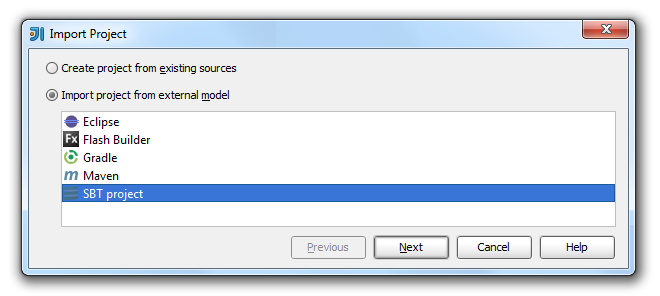 Import Project
Create project from existing sources
Import project from external model
Eclipse
Fx Flash Builder
Gradle
m Maven
SBT project
Previous Next Cancel Help